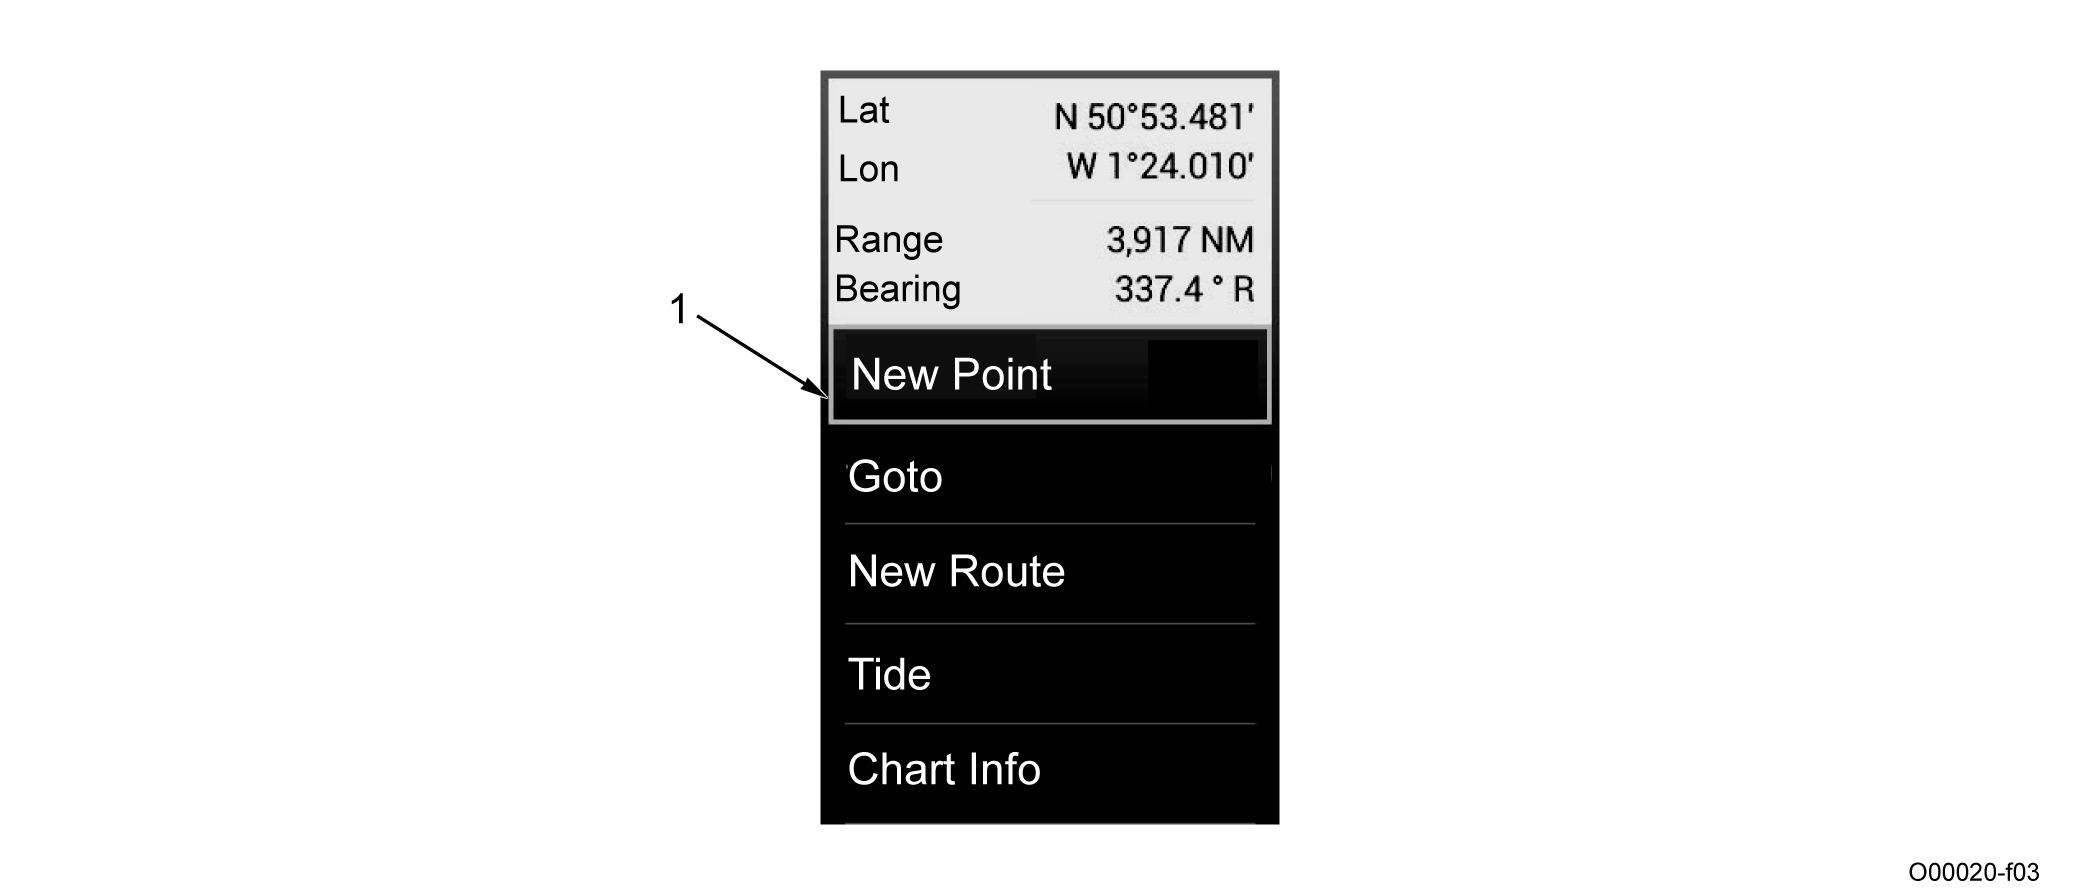 Lat N 50°53.481'
Lon W 1°24.010'
Range 3,917 NM
Bearing 337.4 ° R
1
New Point
Goto
New Route
Tide
Chart Info
O00020-f03